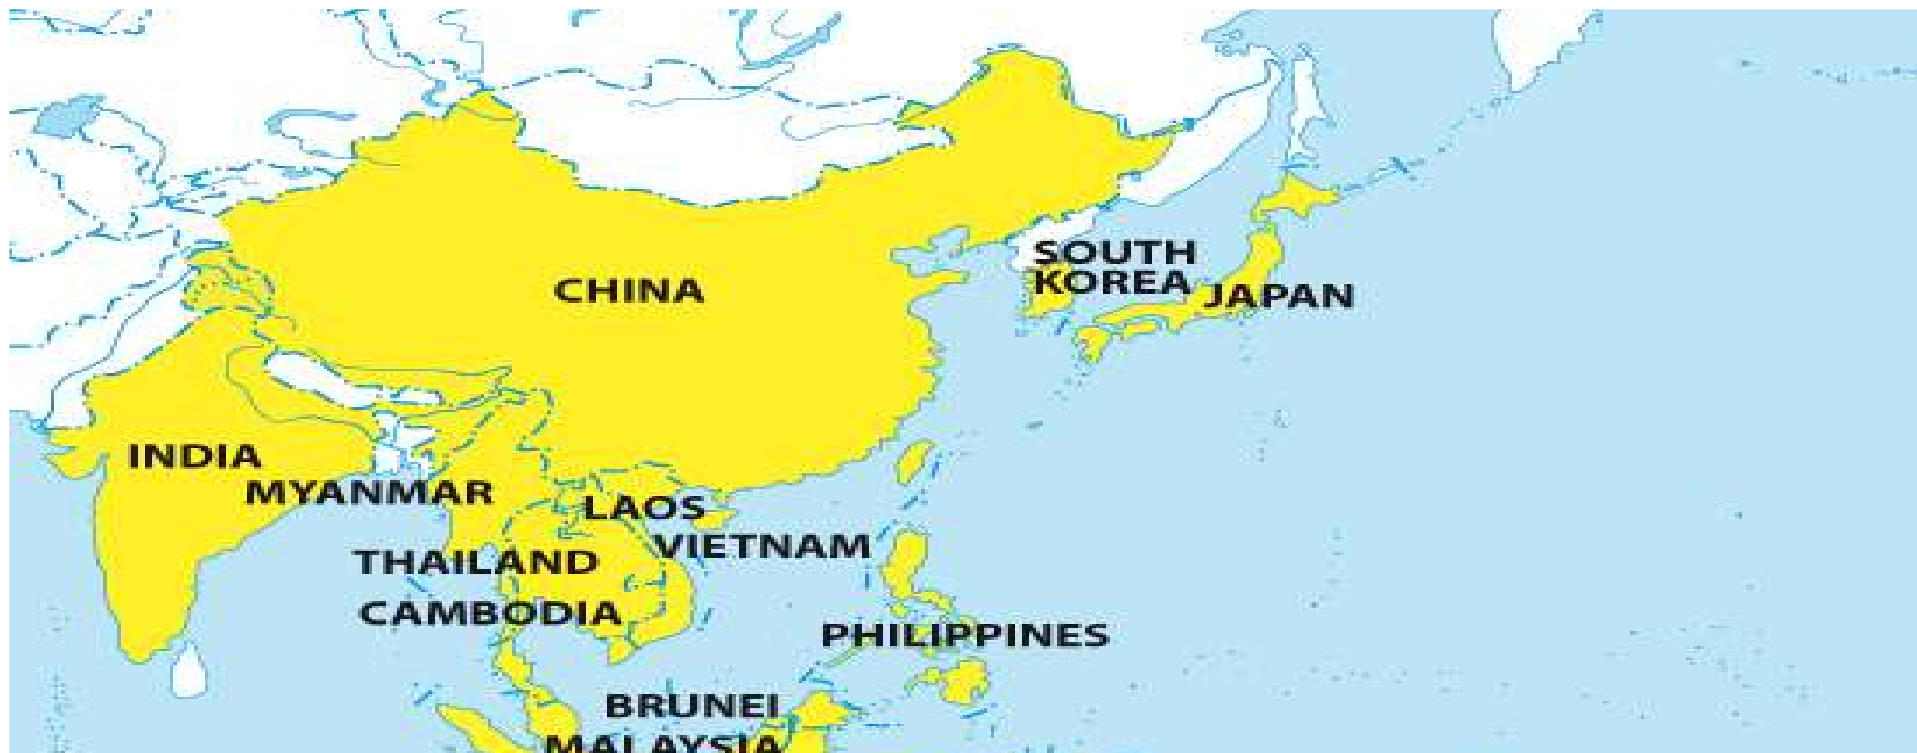 SOUTH
KOREA
JAPAN
CHINA
INDIA
MYANMAR
LAOS
VIETNAM
THAILAND
CAMBODIA
PHILIPPINES
BRUNEI
MALAYSIA